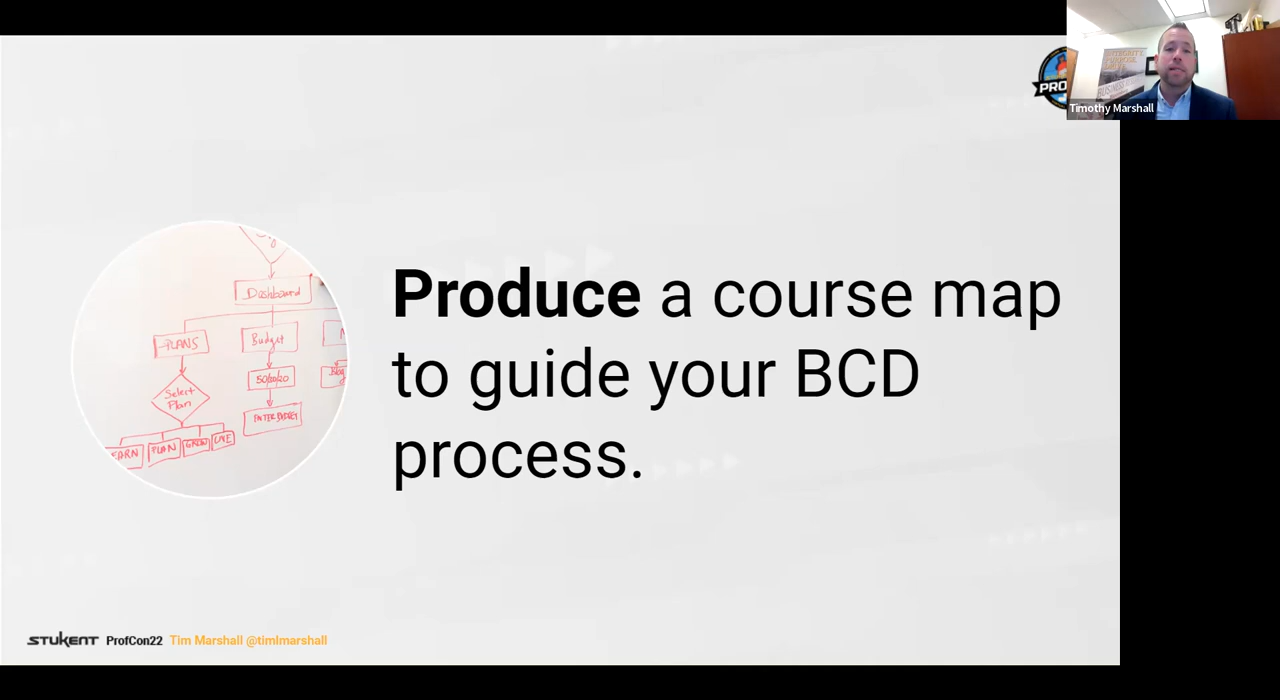 Timothy Marshall
Produce a course map
to guide your BCD
process.
Dashboard
PLANS
Budget
Select
Plan
50/30/20
ENTER BUDGET
PLAN
GROW
LIVE
STUKENT ProfCon22 Tim Marshall @timlmarshall